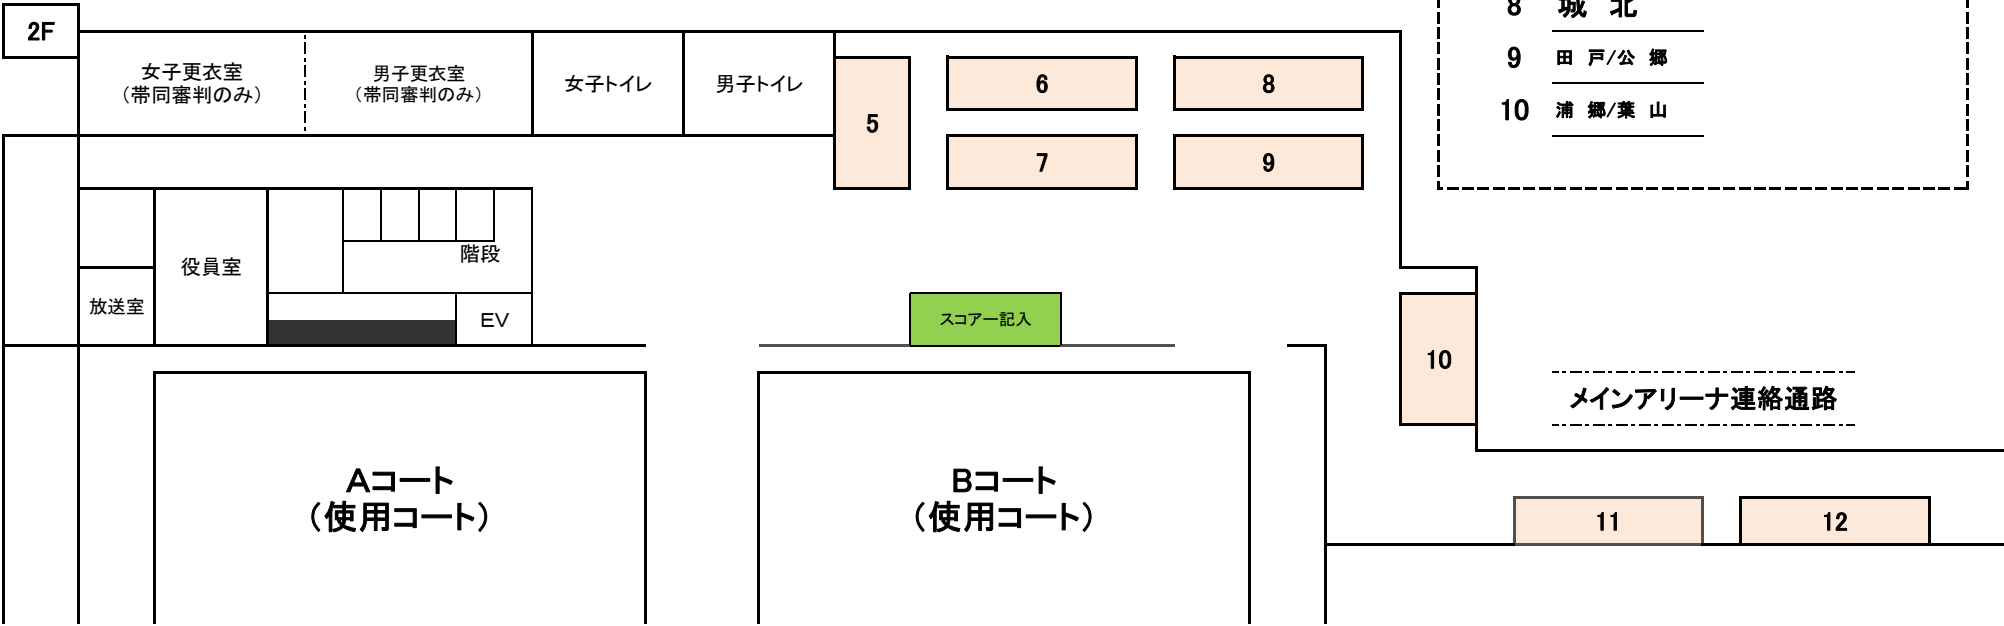 2F
女子更衣室
（帯同審判のみ）
男子更衣室
（帯同審判のみ）
女子トイレ
男子トイレ
5
6
8
7
9
8 城 北
9 田 戸/公 郷
10 浦 郷/葉 山
役員室
放送室
階段
EV
スコアー記入
10
メインアリーナ連絡通路
Aコート
（使用コート）
Bコート
（使用コート）
11
12